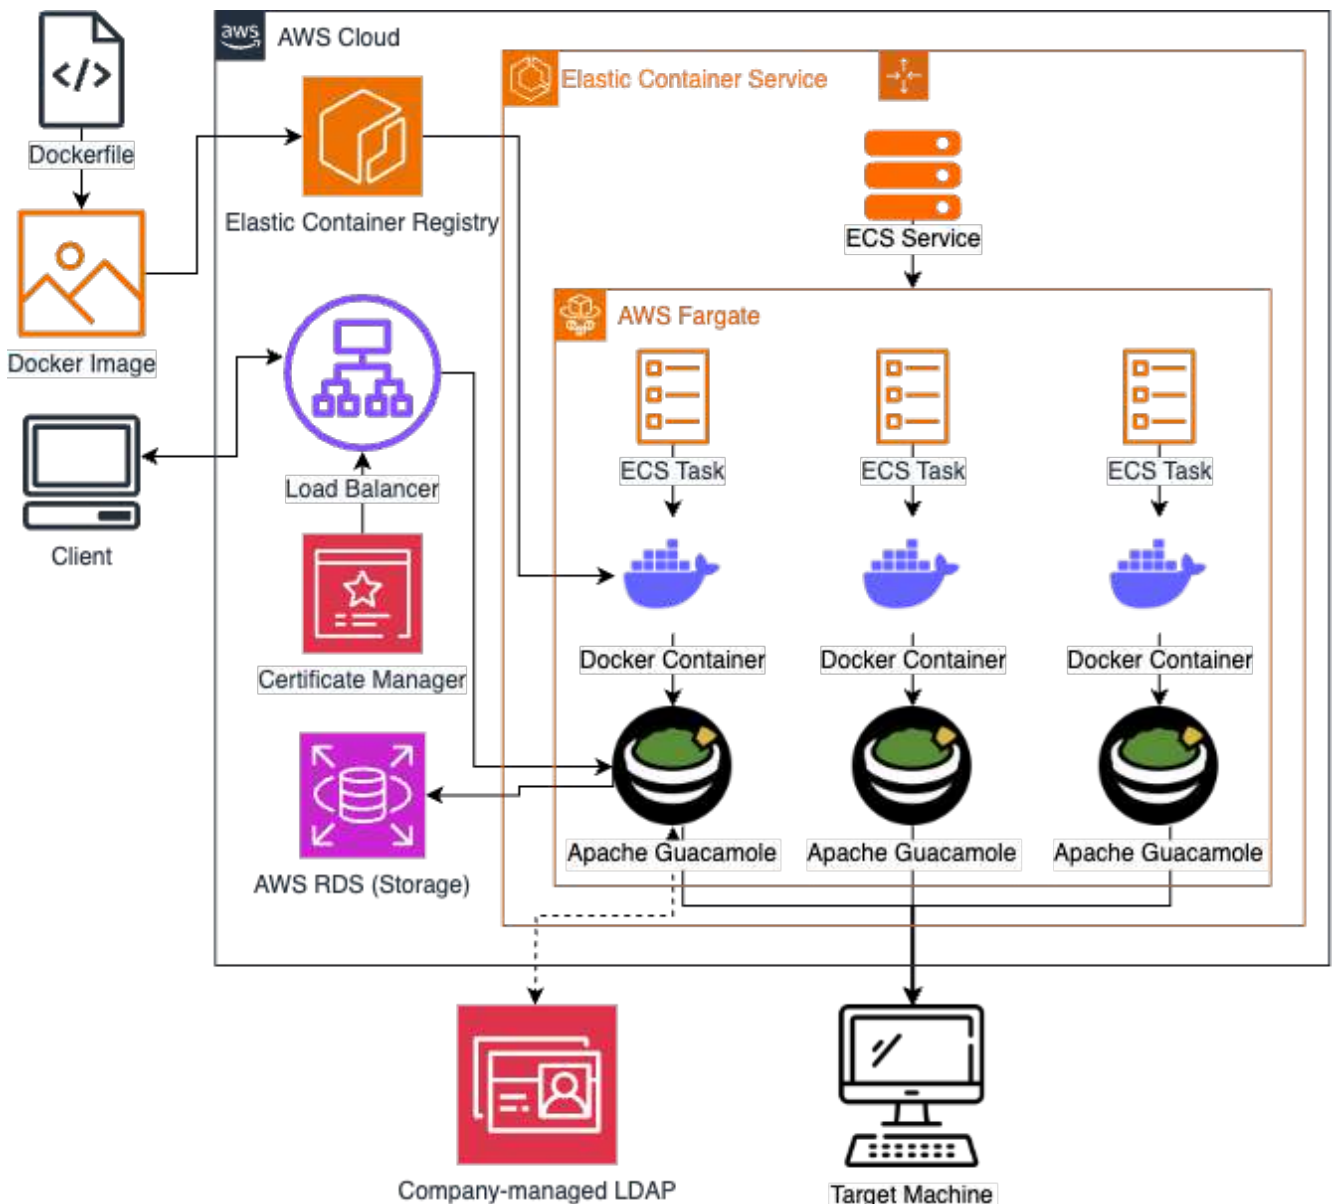 aws
AWS Cloud
Elastic Container Service
</>
Dockerfile
Elastic Container Registry
ECS Service
AWS Fargate
Docker Image
Load Balancer
ECS Task
ECS Task
ECS Task
Client
Certificate Manager
Docker Container
Docker Container
Docker Container
AWS RDS (Storage)
Apache Guacamole
Apache Guacamole
Apache Guacamole
Company-managed LDAP
Target Machine